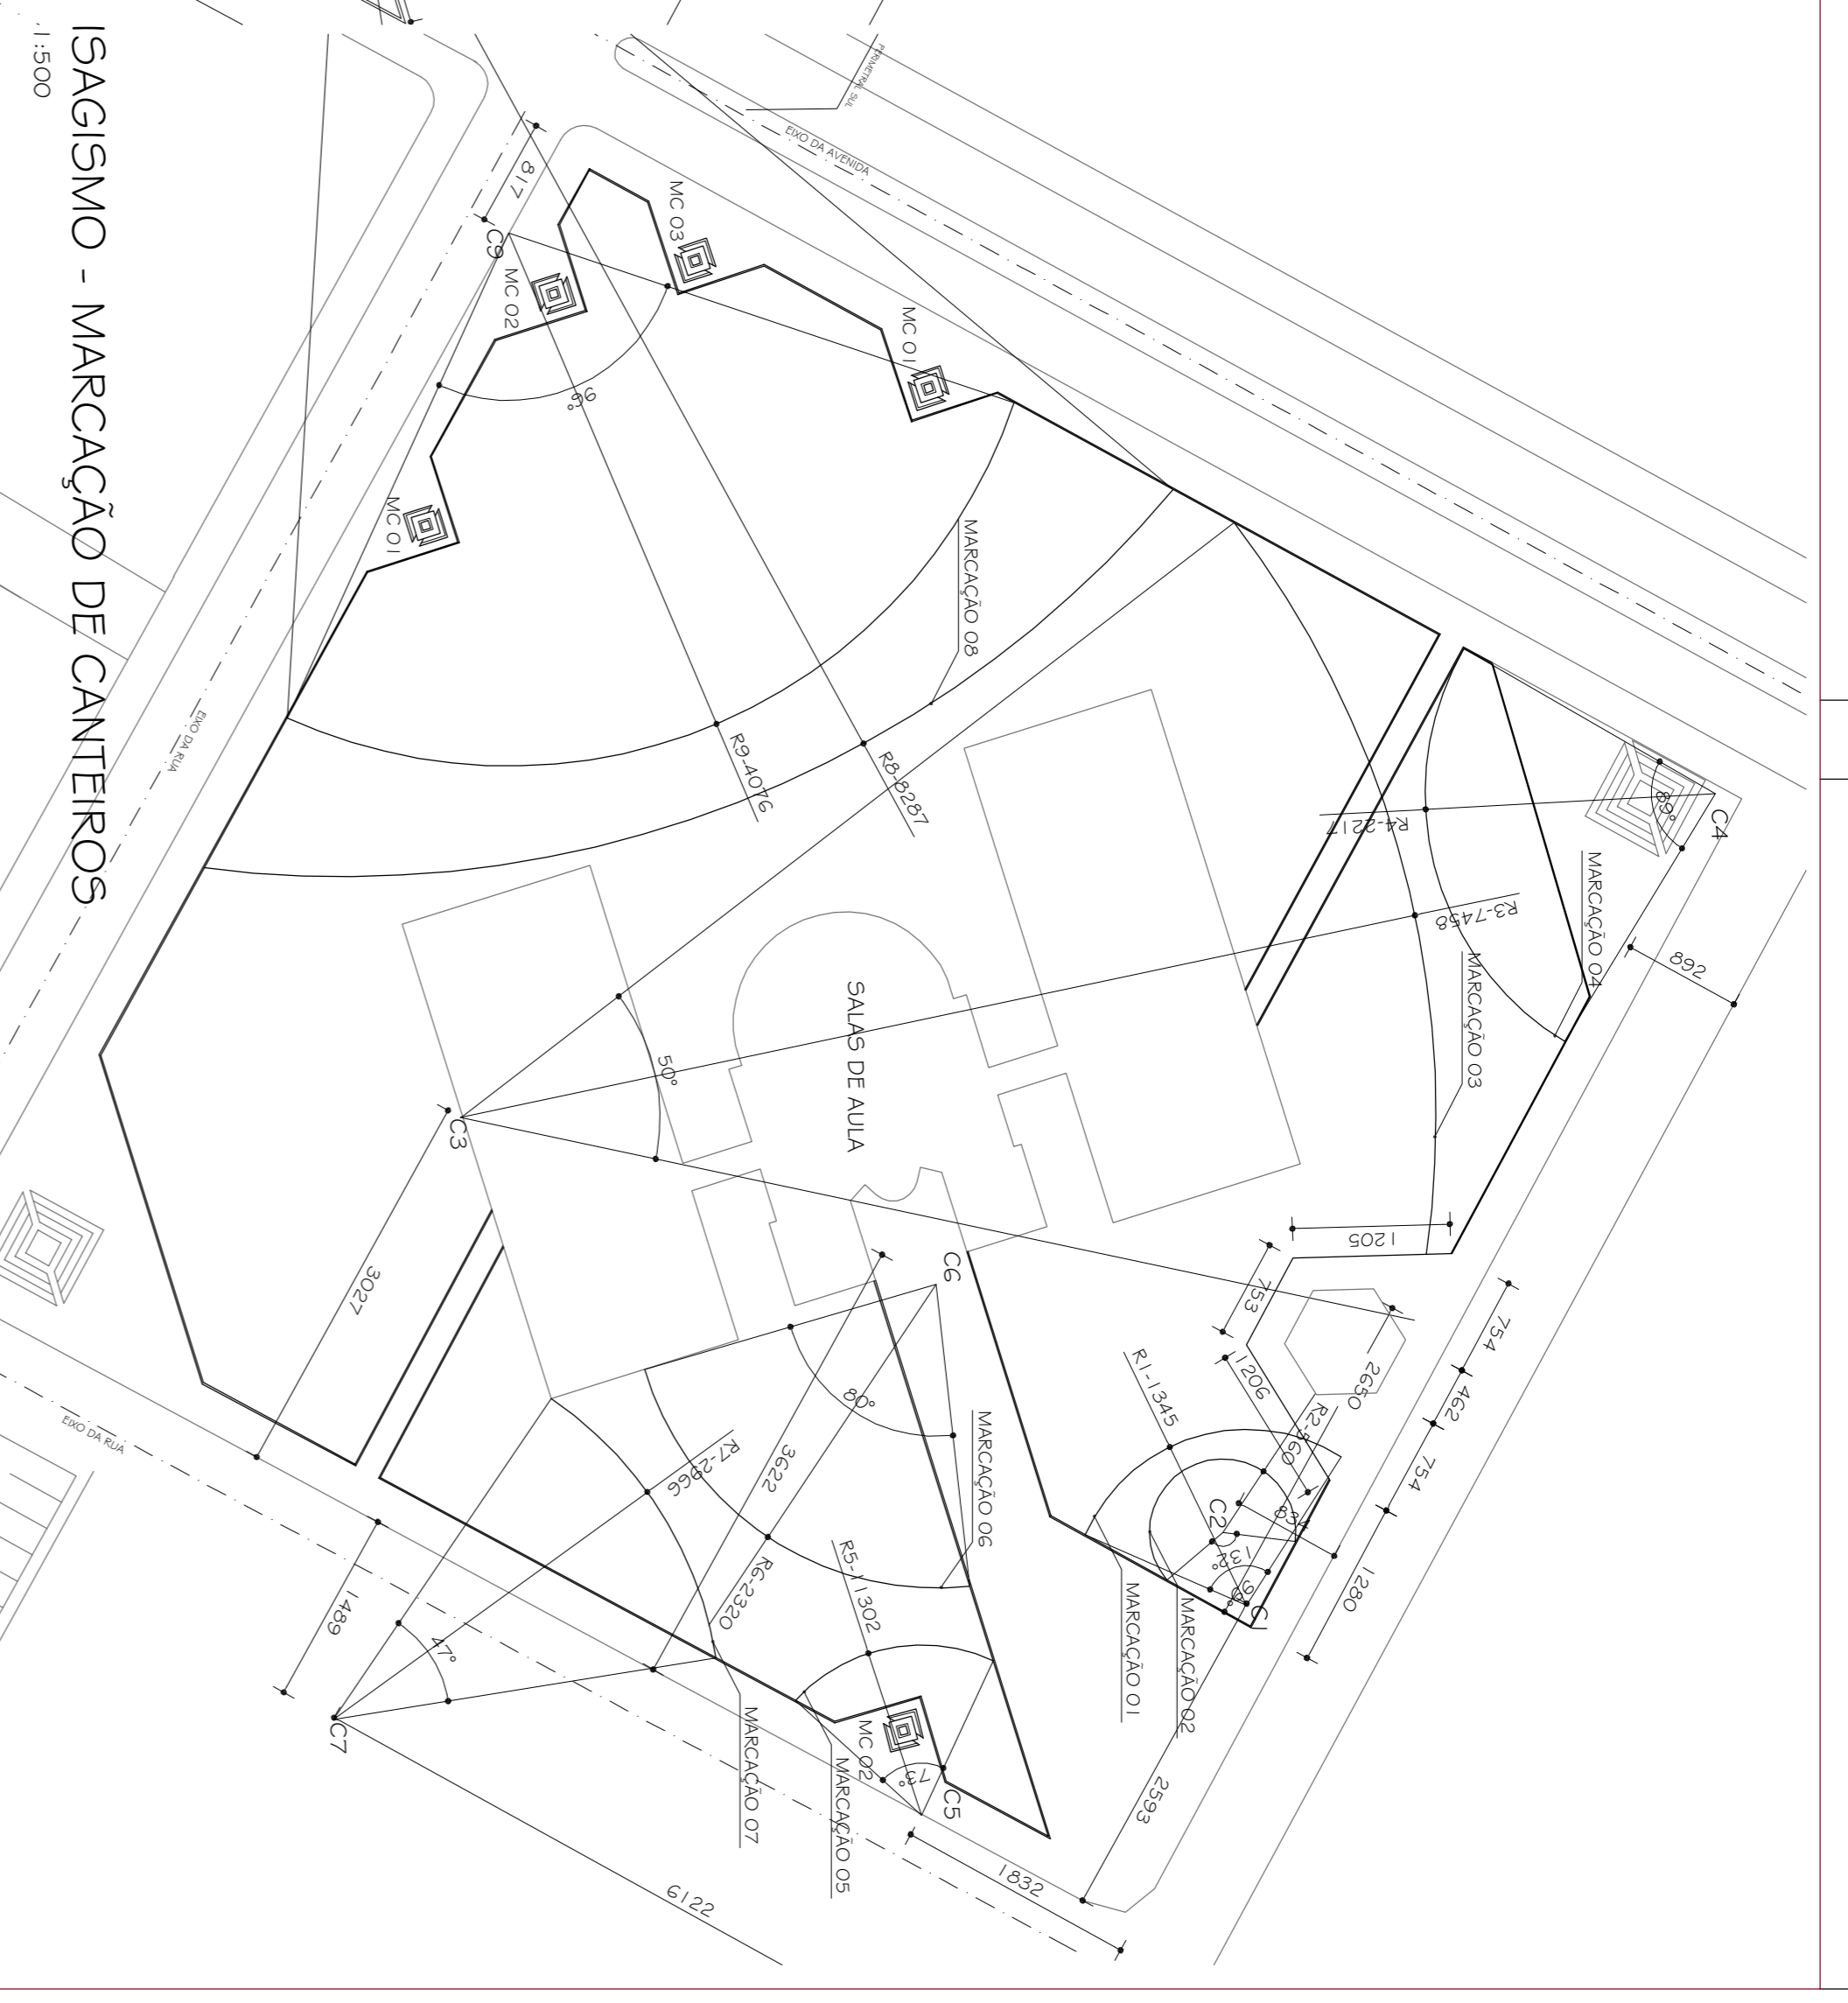 ISAGISMO - MARCAÇÃO DE CANTEIROS
1:500
PERIMETRAL SUL
EIXO DA AVENIDA
817
C9
MC 02
MC 03
MC 01
MC 01
MARCAÇÃO 08
R9-4076
R8-8287
EIXO DA RUA
C4
89°
R4-2217
R3-7458
MARCAÇÃO 04
MARCAÇÃO 03
892
SALAS DE AULA
50°
C3
3027
C6
1205
753
754
462
754
1280
1206
2650
R1-1345
C2
132°
C1
MARCAÇÃO 01
MARCAÇÃO 02
80°
MARCAÇÃO 06
R7-2966
3622
R6-2320
R5-11302
EIXO DA RUA
1489
47°
C7
MARCAÇÃO 07
MC 02
73°
MARCAÇÃO 05
C5
2593
1832
6122